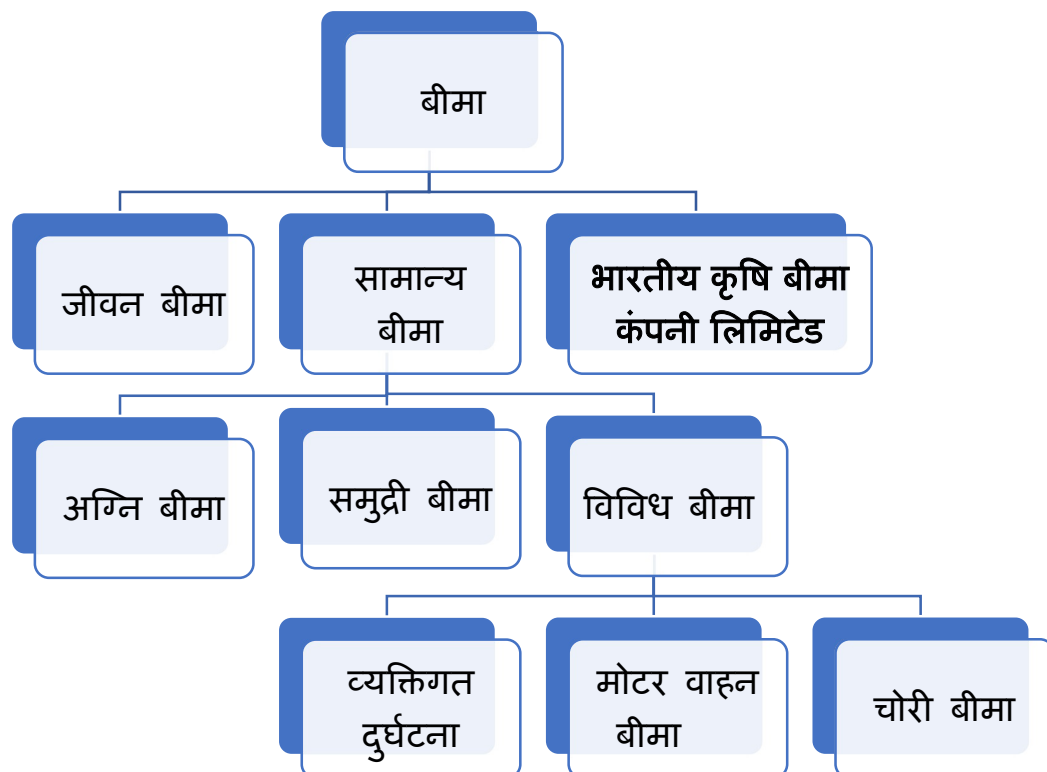 बीमा
जीवन बीमा
सामान्य
बीमा
भारतीय कृषि बीमा
कंपनी लिमिटेड
अग्नि बीमा
समुद्री बीमा
विविध बीमा
व्यक्तिगत
दुर्घटना
मोटर वाहन
बीमा
चोरी बीमा